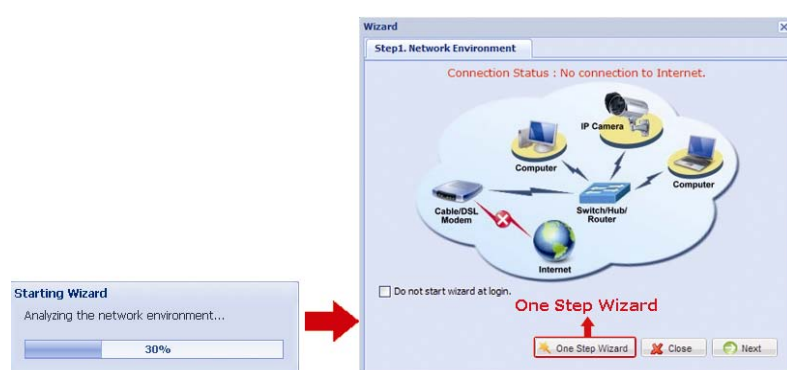 Starting Wizard
Analyzing the network environment...
30%
Wizard
Step1. Network Environment
Connection Status : No connection to Internet.
IP Camera
Computer
Computer
Cable/DSL
Modem
Switch/Hub/
Router
Internet
Do not start wizard at login.
One Step Wizard
One Step Wizard
Close
Next